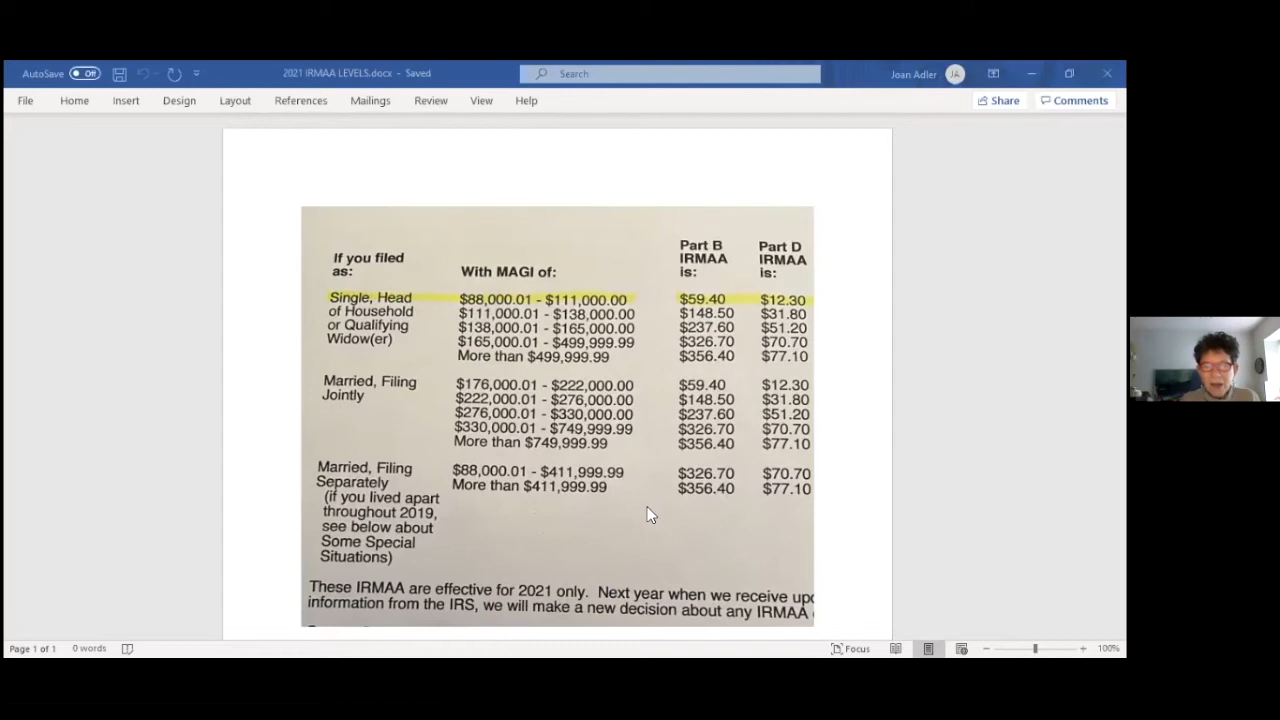 AutoSave Off 2021 IRMAA LEVELS.docx - Saved Search Joan Adler JA
File Home Insert Design Layout References Mailings Review View Help Share Comments
If you filed as:
With MAGI of:
Part B IRMAA is:
Part D IRMAA is:
Single, Head $88,000.01 - $111,000.00 $59.40 $12.30
of Household $111,000.01 - $138,000.00 $148.50 $31.80
or Qualifying $138,000.01 - $165,000.00 $237.60 $51.20
Widow(er) $165,000.01 - $499,999.99 $326.70 $70.70
More than $499,999.99 $356.40 $77.10
Married, Filing $176,000.01 - $222,000.00 $59.40 $12.30
Jointly $222,000.01 - $276,000.00 $148.50 $31.80
$276,000.01 - $330,000.00 $237.60 $51.20
$330,000.01 - $749,999.99 $326.70 $70.70
More than $749,999.99 $356.40 $77.10
Married, Filing $88,000.01 - $411,999.99 $326.70 $70.70
Separately More than $411,999.99 $356.40 $77.10
(if you lived apart
throughout 2019,
see below about
Some Special
Situations)
These IRMAA are effective for 2021 only. Next year when we receive
information from the IRS, we will make a new decision about any IRMAA
Page 1 of 1 0 words Focus 100%